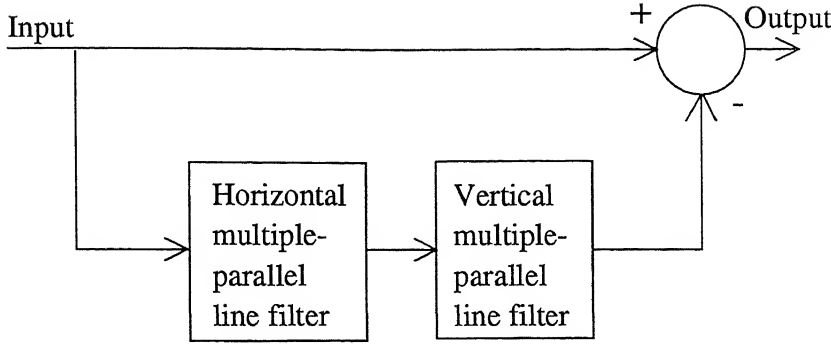 Input
+
Output
-
Horizontal
multiple-
parallel
line filter
Vertical
multiple-
parallel
line filter